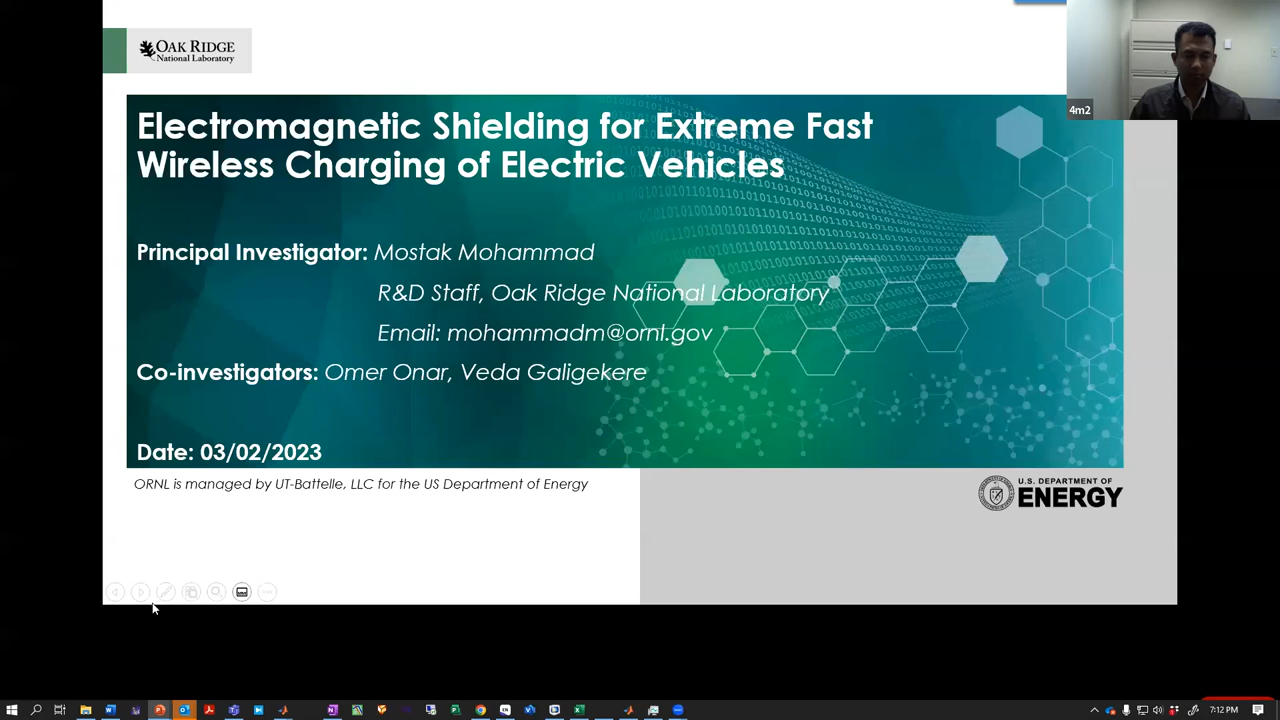 OAK RIDGE
National Laboratory
4m2
Electromagnetic Shielding for Extreme Fast
Wireless Charging of Electric Vehicles
Principal Investigator: Mostak Mohammad
R&D Staff, Oak Ridge National Laboratory
Email: mohammadm@ornl.gov
Co-investigators: Omer Onar, Veda Galigekere
Date: 03/02/2023
ORNL is managed by UT-Battelle, LLC for the US Department of Energy
U.S. DEPARTMENT OF
ENERGY
7:12 PM